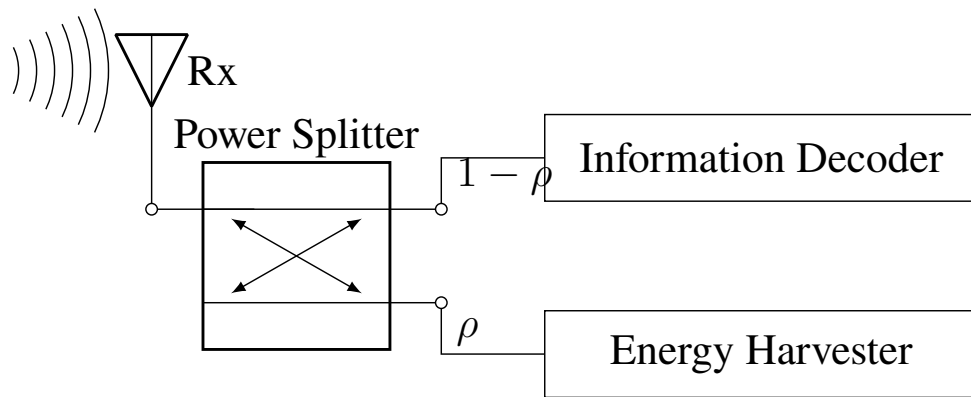 Rx
Power Splitter
1 − ρ
Information Decoder
ρ
Energy Harvester